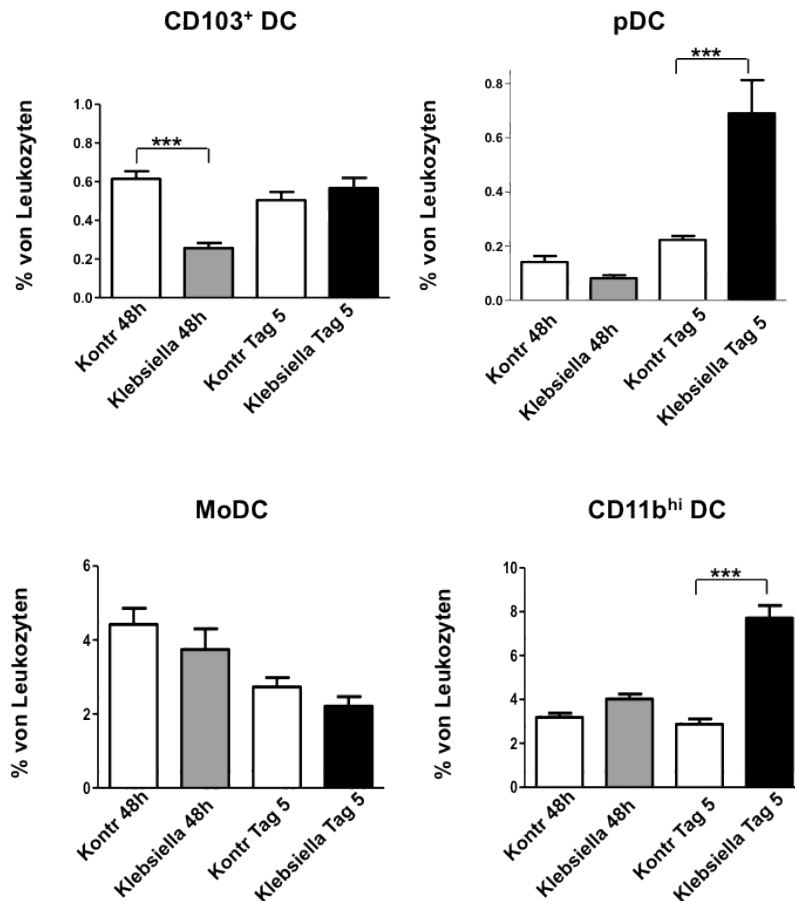 CD103⁺ DC
% von Leukozyten
1.0
0.8
0.6
0.4
0.2
0.0
***
Kontr 48h
Klebsiella 48h
Kontr Tag 5
Klebsiella Tag 5
pDC
% von Leukozyten
0.8
0.6
0.4
0.2
0.0
***
Kontr 48h
Klebsiella 48h
Kontr Tag 5
Klebsiella Tag 5
MoDC
% von Leukozyten
6
4
2
0
Kontr 48h
Klebsiella 48h
Kontr Tag 5
Klebsiella Tag 5
CD11bʰⁱ DC
% von Leukozyten
10
8
6
4
2
0
***
Kontr 48h
Klebsiella 48h
Kontr Tag 5
Klebsiella Tag 5